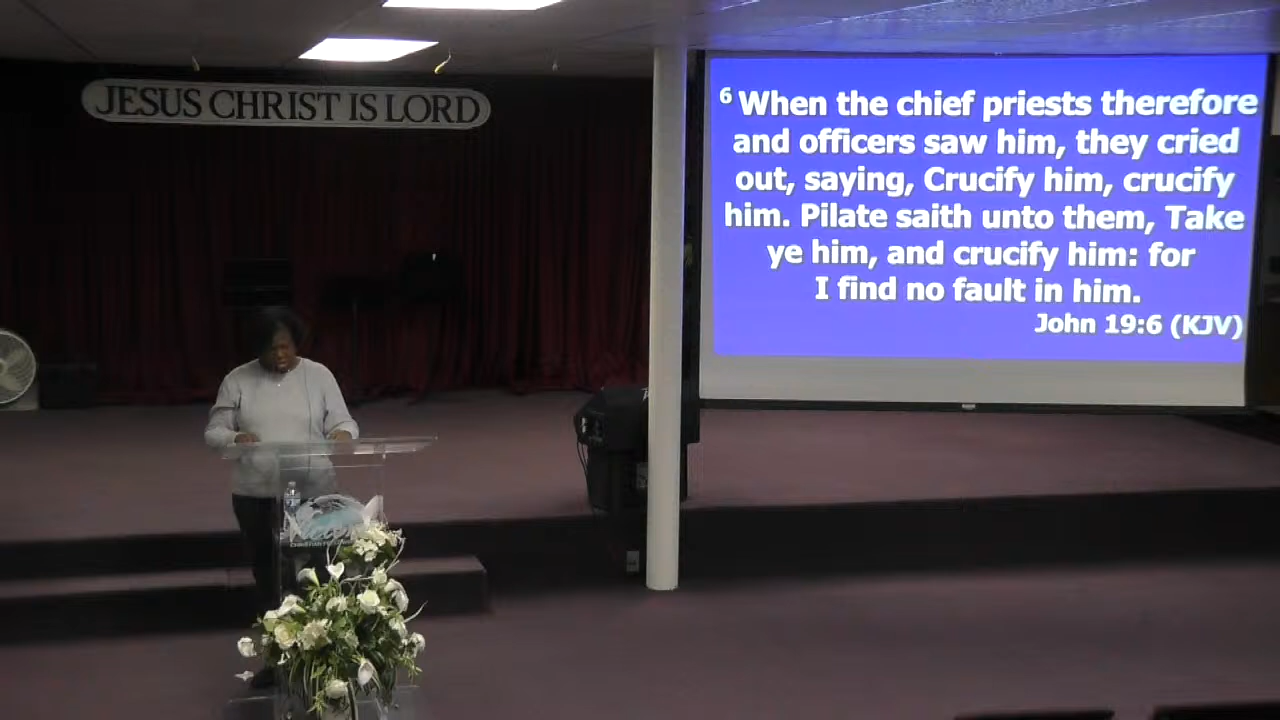 JESUS CHRIST IS LORD
6 When the chief priests therefore
and officers saw him, they cried
out, saying, Crucify him, crucify
him. Pilate saith unto them, Take
ye him, and crucify him: for
I find no fault in him.
John 19:6 (KJV)